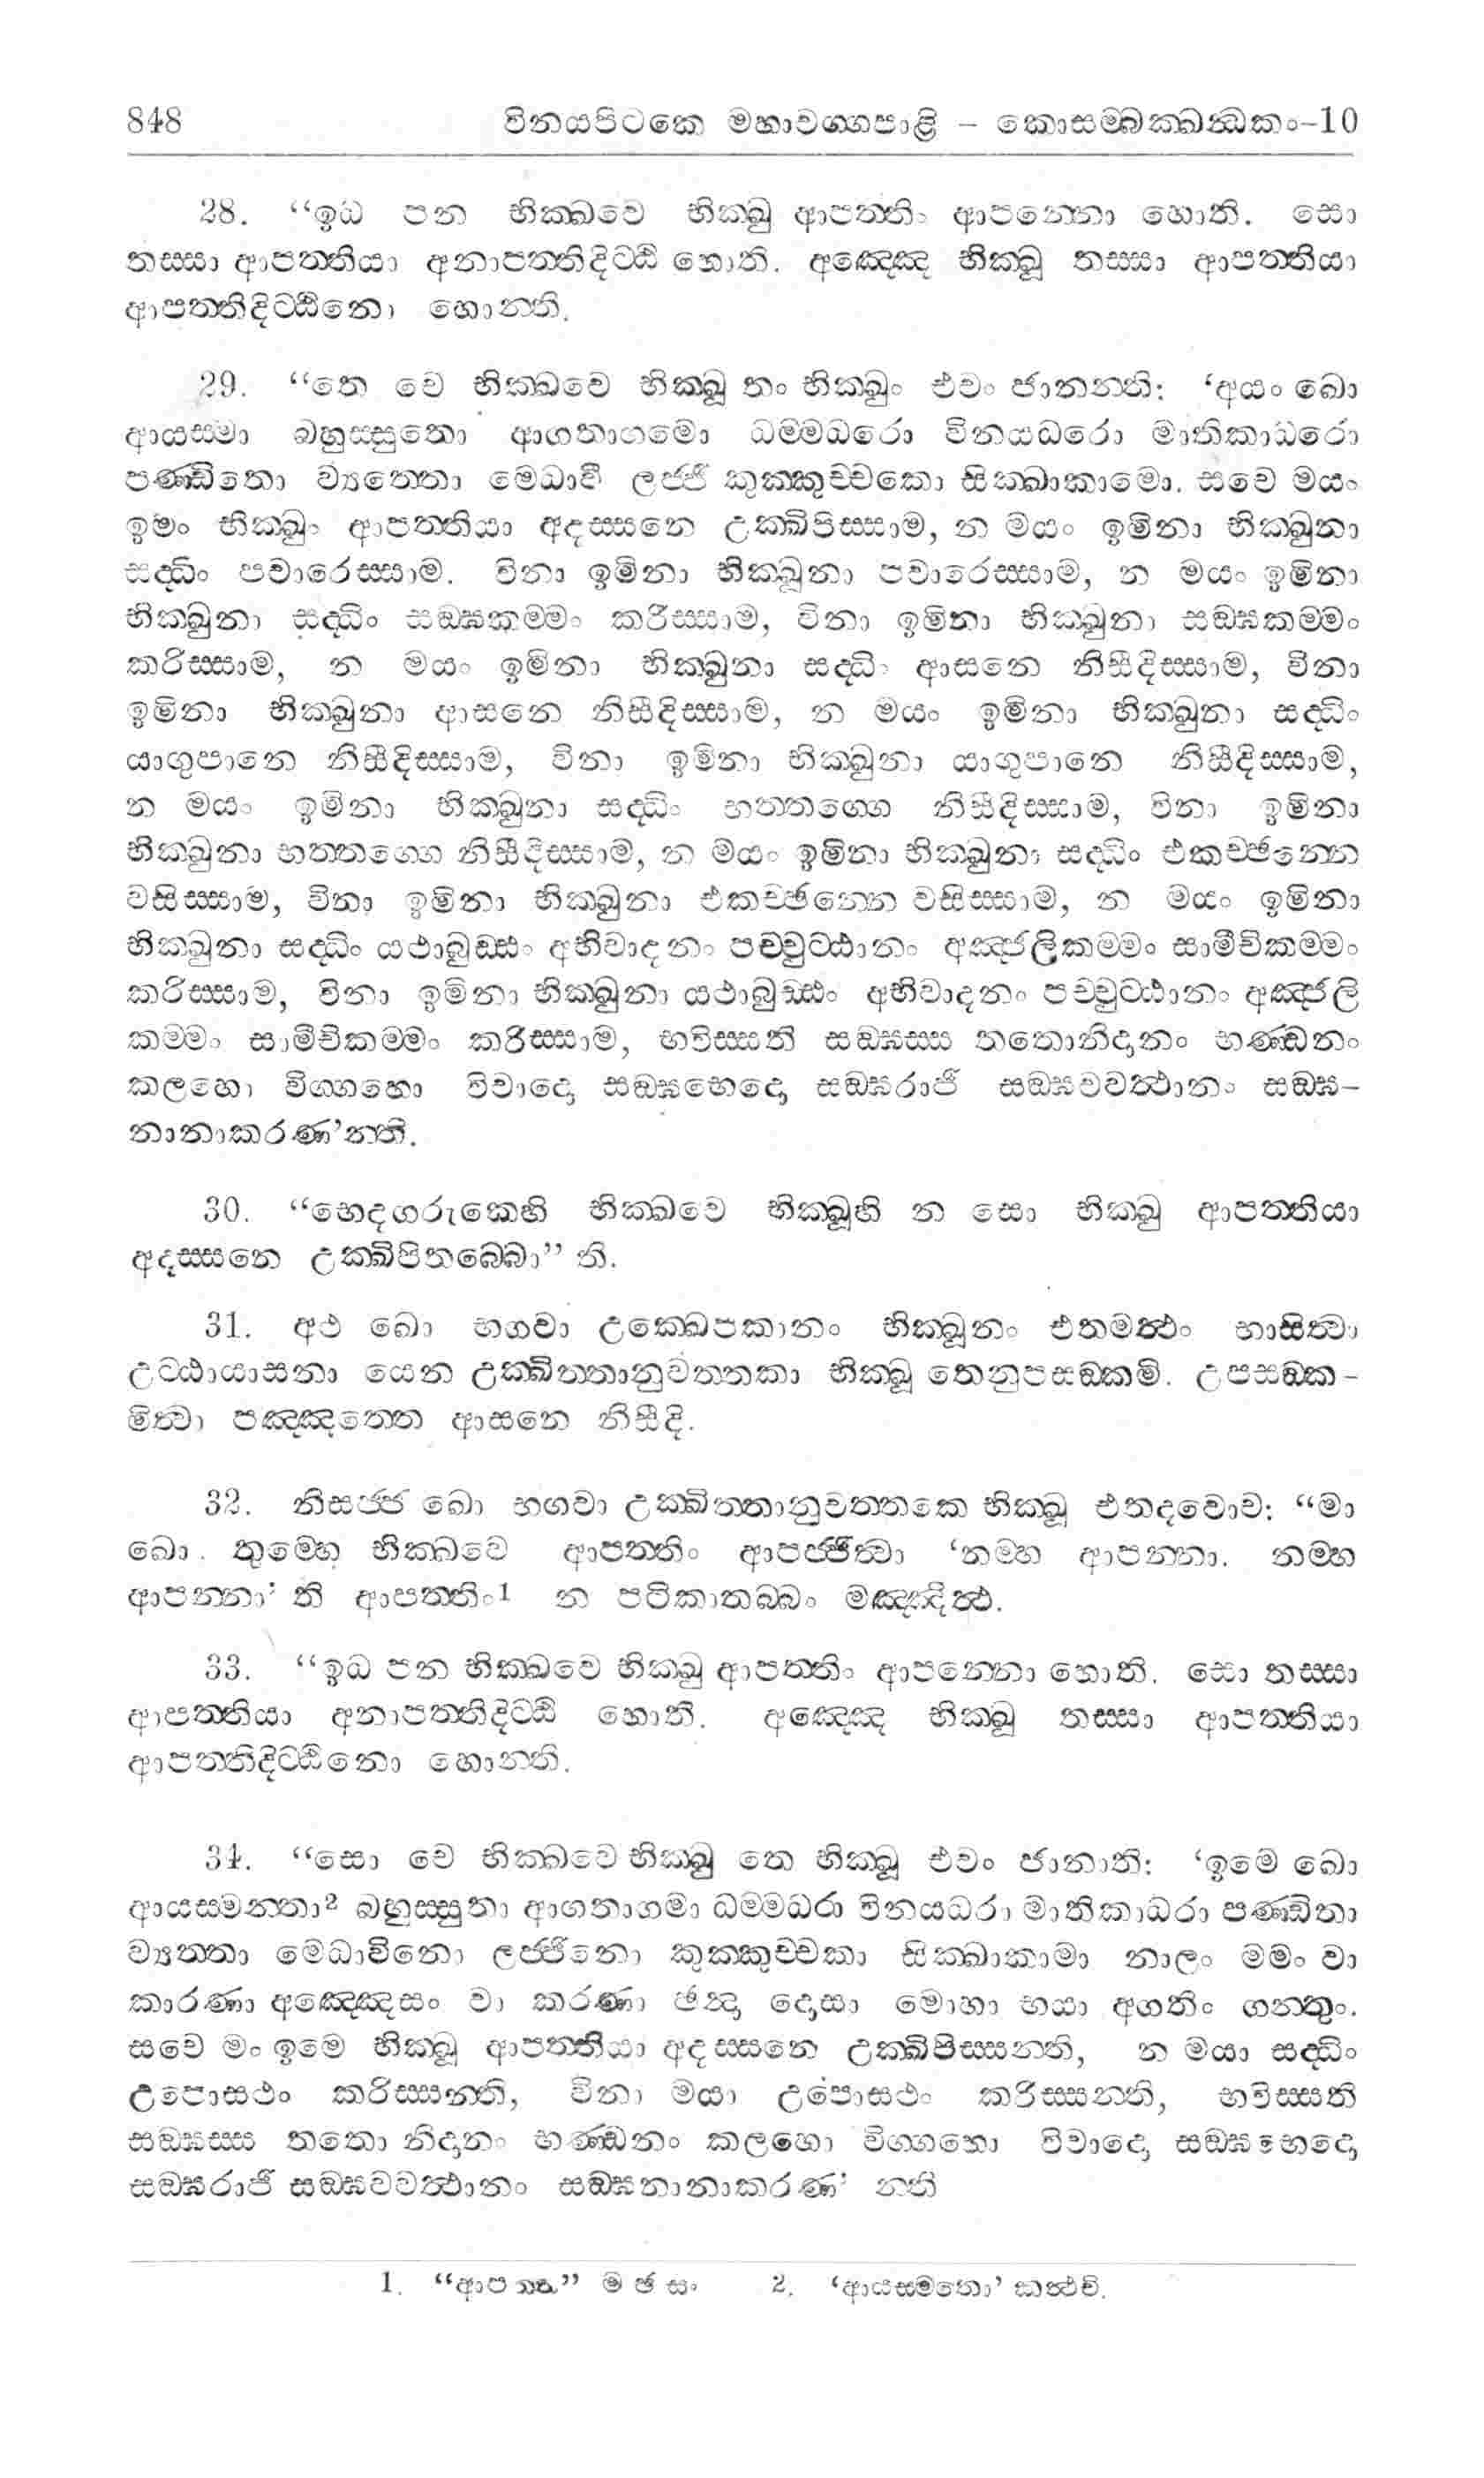 848 විනයපිටකෙ මහාවග්ගපාළි – කොසම්බක්ඛන්ධකං–10
28. “ඉධ පන භික්ඛවෙ භික්ඛු ආපත්තිං ආපන්නො හොති. සො
තස්සා ආපත්තියා අනාපත්තිදිට්ඨි හොති. අඤ්ඤෙ භික්ඛූ තස්සා ආපත්තියා
ආපත්තිදිට්ඨිනො හොන්ති.
29. “තෙ චෙ භික්ඛවෙ භික්ඛූ තං භික්ඛුං එවං ජානන්ති: ‘අයං ඛො
ආයස්මා බහුස්සුතො ආගතාගමො ධම්මධරො විනයධරො මාතිකාධරො
පණ්ඩිතො ව්‍යත්තො මෙධාවී ලජ්ජී කුක්කුච්චකො සික්ඛාකාමො. සචෙ මයං
ඉමං භික්ඛුං ආපත්තියා අදස්සනෙ උක්ඛිපිස්සාම, න මයං ඉමිනා භික්ඛුනා
සද්ධිං පවාරෙස්සාම. විනා ඉමිනා භික්ඛුනා පවාරෙස්සාම, න මයං ඉමිනා
භික්ඛුනා සද්ධිං සඞ්ඝකම්මං කරිස්සාම, විනා ඉමිනා භික්ඛුනා සඞ්ඝකම්මං
කරිස්සාම, න මයං ඉමිනා භික්ඛුනා සද්ධිං ආසනෙ නිසීදිස්සාම, විනා
ඉමිනා භික්ඛුනා ආසනෙ නිසීදිස්සාම, න මයං ඉමිනා භික්ඛුනා සද්ධිං
යාගුපානෙ නිසීදිස්සාම, විනා ඉමිනා භික්ඛුනා යාගුපානෙ නිසීදිස්සාම,
න මයං ඉමිනා භික්ඛුනා සද්ධිං භත්තග්ගෙ නිසීදිස්සාම, විනා ඉමිනා
භික්ඛුනා භත්තග්ගෙ නිසීදිස්සාම, න මයං ඉමිනා භික්ඛුනා සද්ධිං එකච්ඡන්නෙ
වසිස්සාම, විනා ඉමිනා භික්ඛුනා එකච්ඡන්නෙ වසිස්සාම, න මයං ඉමිනා
භික්ඛුනා සද්ධිං යථාබුඩ්ඪං අභිවාදනං පච්චුට්ඨානං අඤ්ජලිකම්මං සාමීචිකම්මං
කරිස්සාම, විනා ඉමිනා භික්ඛුනා යථාබුඩ්ඪං අභිවාදනං පච්චුට්ඨානං අඤ්ජලි
කම්මං සාමීචිකම්මං කරිස්සාම, භවිස්සති සඞ්ඝස්ස තතොනිදානං භණ්ඩනං
කලහො විග්ගහො විවාදො සඞ්ඝභෙදො සඞ්ඝරාජී සඞ්ඝවවත්ථානං සඞ්ඝ–
නානාකරණ’න්ති.
30. “භෙදගරුකෙහි භික්ඛවෙ භික්ඛූහි න සො භික්ඛු ආපත්තියා
අදස්සනෙ උක්ඛිපිතබ්බො” ති.
31. අථ ඛො භගවා උක්ඛෙපකානං භික්ඛූනං එතමත්ථං භාසිත්වා
උට්ඨායාසනා යෙන උක්ඛිත්තානුවත්තකා භික්ඛූ තෙනුපසඞ්කමි. උපසඞ්ක-
මිත්වා පඤ්ඤත්තෙ ආසනෙ නිසීදි.
32. නිසජ්ජ ඛො භගවා උක්ඛිත්තානුවත්තකෙ භික්ඛූ එතදවොච: “මා
ඛො. තුම්හෙ භික්ඛවෙ ආපත්තිං ආපජ්ජිත්වා ‘නම්හ ආපන්නා. නම්හ
ආපන්නා’ ති ආපත්තිං1 න පටිකාතබ්බං මඤ්ඤිත්ථ.
33. “ඉධ පන භික්ඛවෙ භික්ඛු ආපත්තිං ආපන්නො හොති. සො තස්සා
ආපත්තියා අනාපත්තිදිට්ඨි හොති. අඤ්ඤෙ භික්ඛූ තස්සා ආපත්තියා
ආපත්තිදිට්ඨිනො හොන්ති.
34. “සො චෙ භික්ඛවෙ භික්ඛු තෙ භික්ඛූ එවං ජානාති: ‘ඉමෙ ඛො
ආයස්මන්තා2 බහුස්සුතා ආගතාගමා ධම්මධරා විනයධරා මාතිකාධරා පණ්ඩිතා
ව්‍යත්තා මෙධාවිනො ලජ්ජිනො කුක්කුච්චකා සික්ඛාකාමා නාලං මමං වා
කාරණා අඤ්ඤෙසං වා කරණා ඡන්දා දොසා මොහා භයා අගතිං ගන්තුං.
සචෙ මං ඉමෙ භික්ඛූ ආපත්තියා අදස්සනෙ උක්ඛිපිස්සන්ති, න මයා සද්ධිං
උපොසථං කරිස්සන්ති, විනා මයා උපොසථං කරිස්සන්ති, භවිස්සති
සඞ්ඝස්ස තතො නිදානං භණ්ඩනං කලහො විග්ගහො විවාදො සඞ්ඝභෙදො
සඞ්ඝරාජී සඞ්ඝවවත්ථානං සඞ්ඝනානාකරණ’ න්ති
1. ම ඡ සං 2. ‘ආයස්මතො’ කත්ථචි.